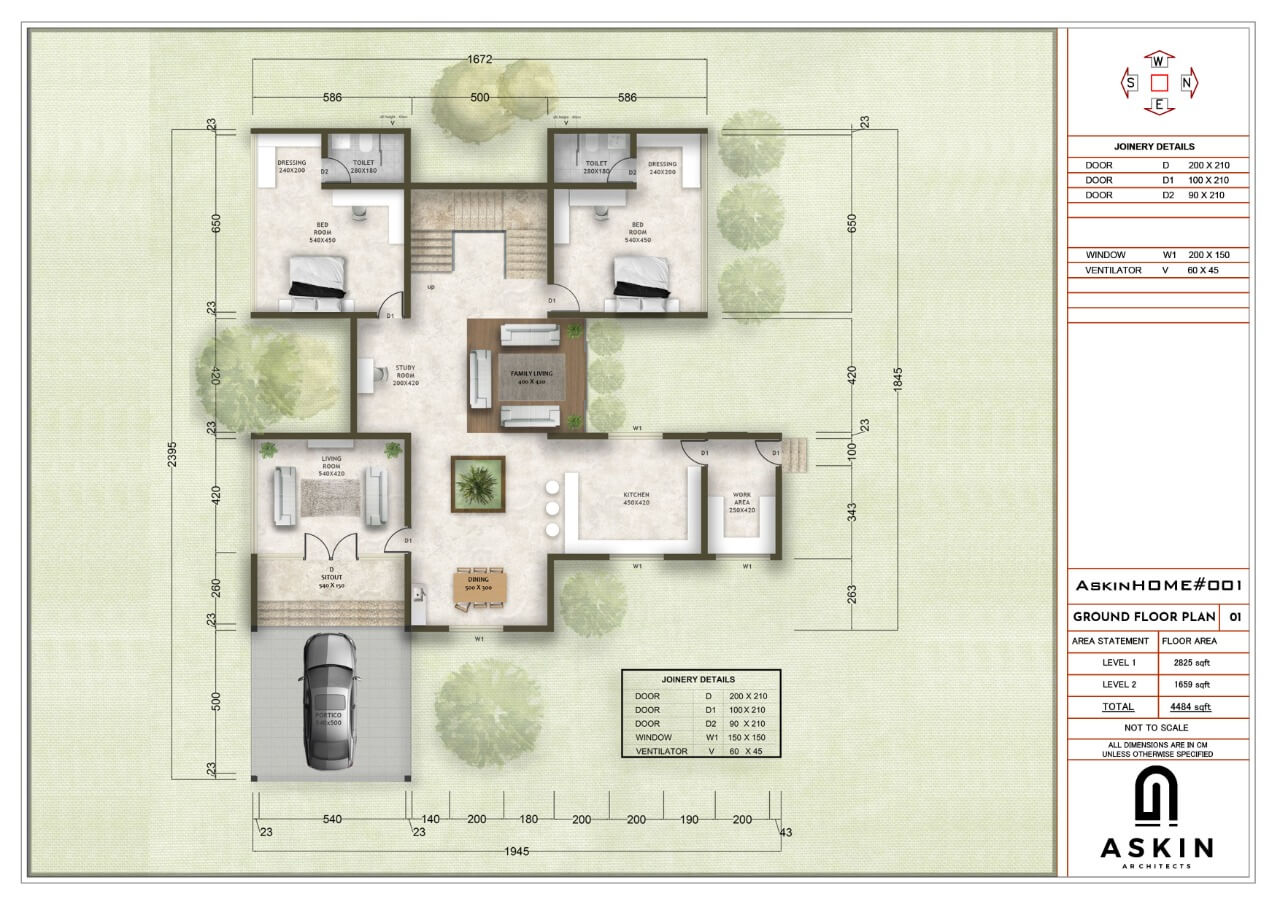 1672
586
500
586
23
23
V
V
DRESSING
240X200
TOILET
280X180
D2
TOILET
280X180
D2
DRESSING
240X200
650
BED
ROOM
540X450
BED
ROOM
540X450
650
up
23
D1
D1
23
420
STUDY
ROOM
200X420
FAMILY LIVING
400 X 420
420
1845
23
W1
23
2395
LIVING
ROOM
540X420
D1
D1
100
420
KITCHEN
450X420
WORK
AREA
250X420
343
D1
D
SITOUT
540 X 150
W1
W1
260
DINING
500 X 300
263
23
W1
500
PORTICO
540x500
23
JOINERY DETAILS
DOOR D 200 X 210
DOOR D1 100 X 210
DOOR D2 90 X 210
WINDOW W1 150 X 150
VENTILATOR V 60 X 45
540
140
200
180
200
200
190
200
23
23
43
1945
W
S
N
E
JOINERY DETAILS
DOOR D 200 X 210
DOOR D1 100 X 210
DOOR D2 90 X 210
WINDOW W1 200 X 150
VENTILATOR V 60 X 45
ASKINHOME#001
GROUND FLOOR PLAN 01
AREA STATEMENT FLOOR AREA
LEVEL 1 2825 sqft
LEVEL 2 1659 sqft
TOTAL 4484 sqft
NOT TO SCALE
ALL DIMENSIONS ARE IN CM
UNLESS OTHERWISE SPECIFIED
ASKIN
ARCHITECTS